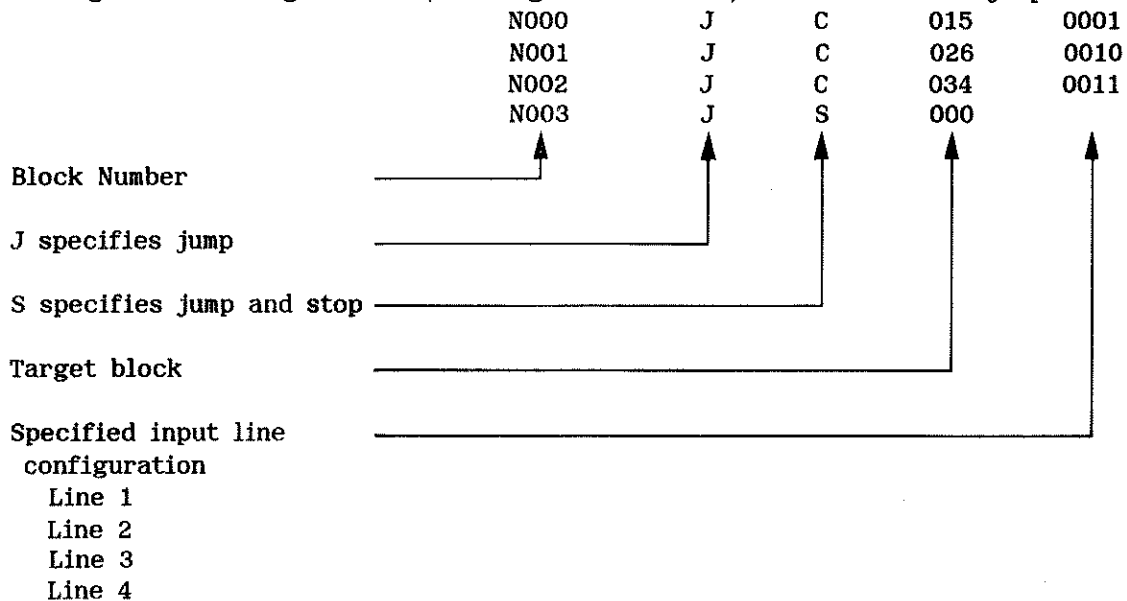 N000 J C 015 0001
N001 J C 026 0010
N002 J C 034 0011
N003 J S 000
Block Number
J specifies jump
S specifies jump and stop
Target block
Specified input line
configuration
Line 1
Line 2
Line 3
Line 4